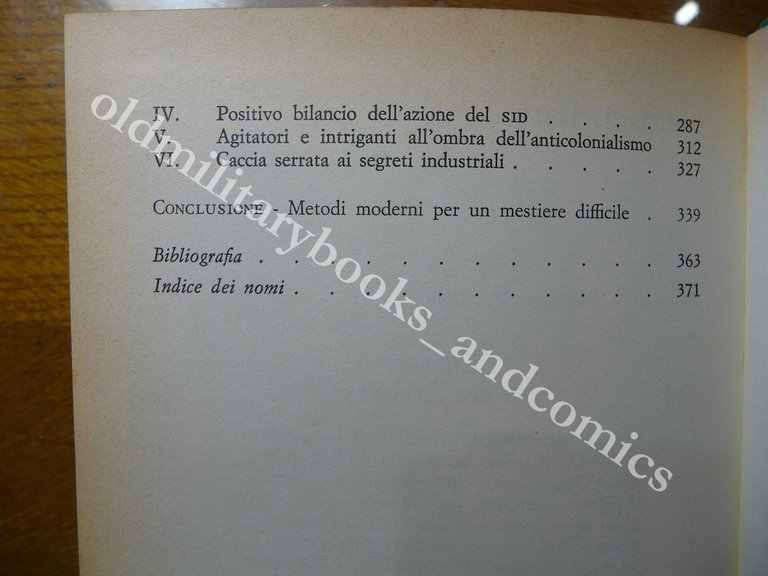 IV. Positivo bilancio dell'azione del SID . . . . 287
V. Agitatori e intriganti all'ombra dell'anticolonialismo 312
VI. Caccia serrata ai segreti industriali . . . . . 327
CONCLUSIONE - Metodi moderni per un mestiere difficile . 339
Bibliografia . . . . . . . . . . . . 363
Indice dei nomi . . . . . . . . . . . 371
oldmilitarybooks_andcomics